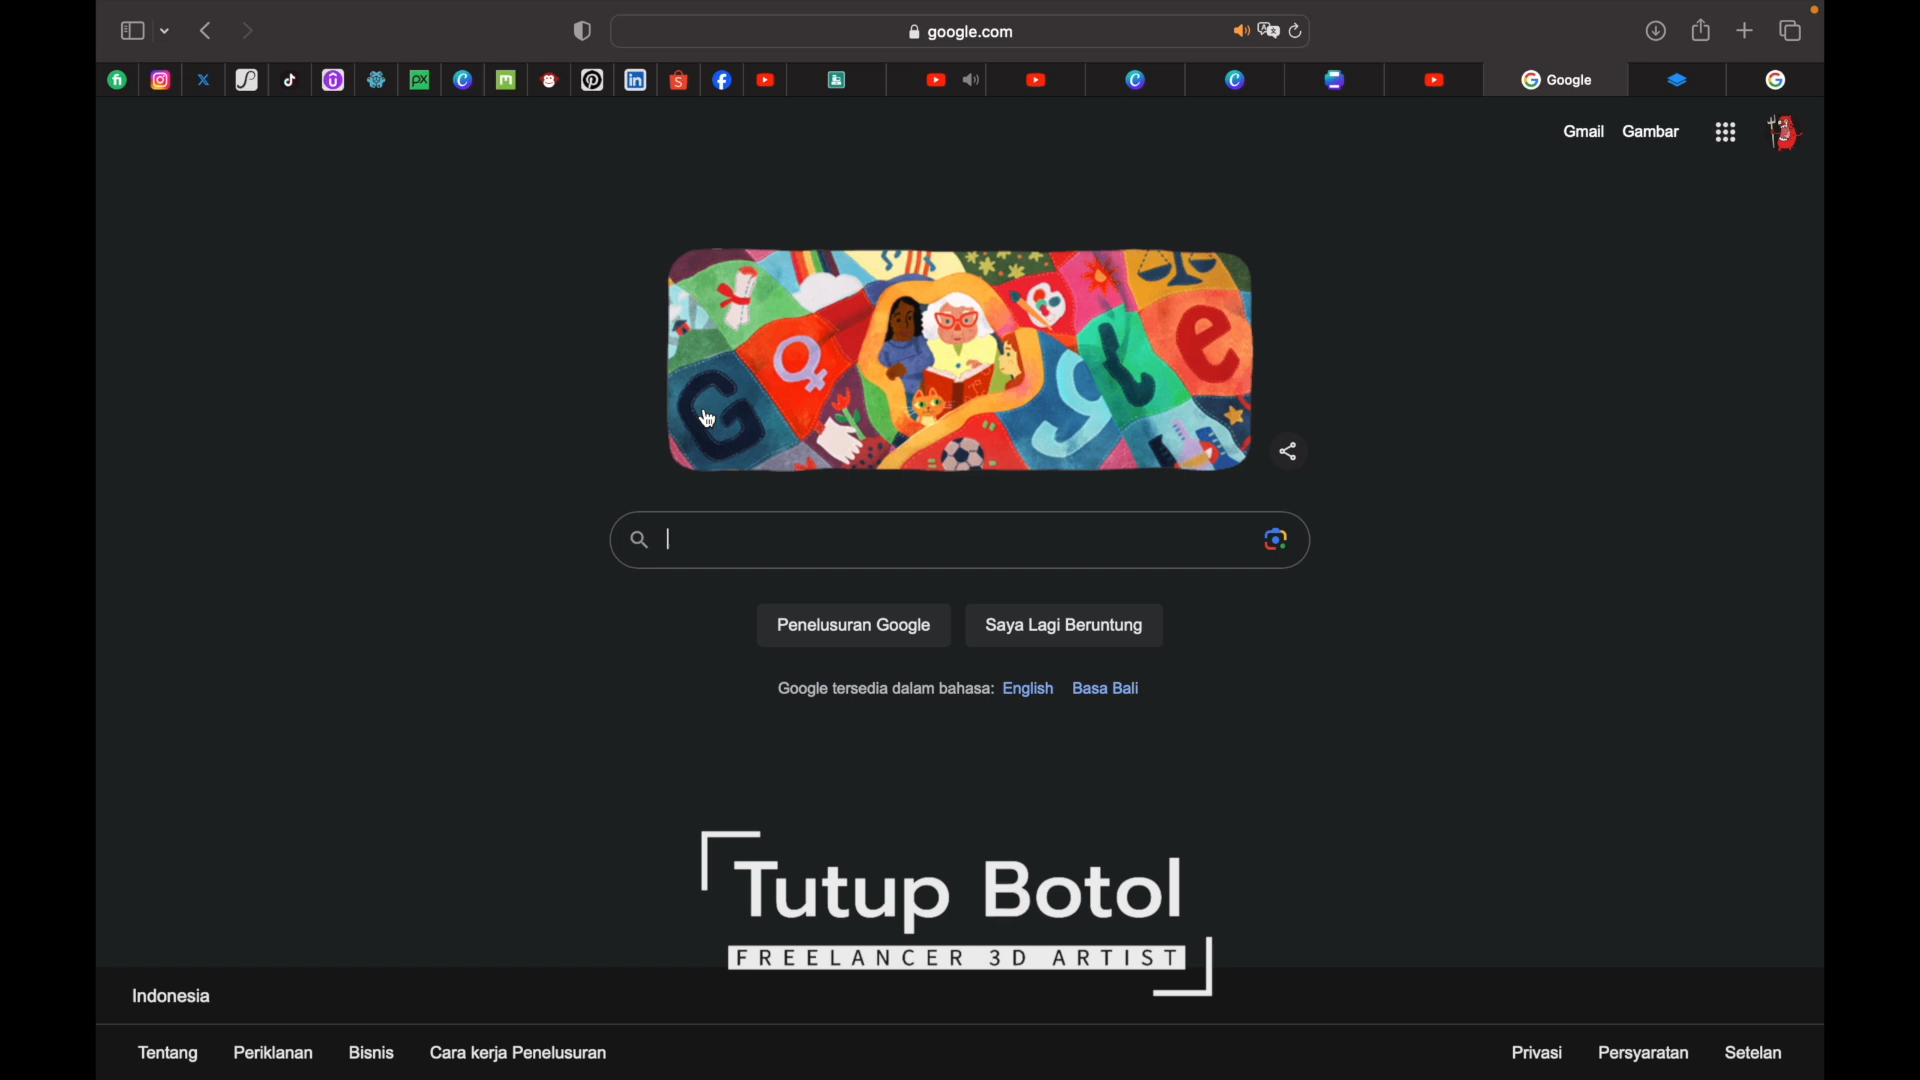 google.com
Google
Gmail Gambar
Penelusuran Google Saya Lagi Beruntung
Google tersedia dalam bahasa: English Basa Bali
Tutup Botol
FREELANCER 3D ARTIST
Indonesia
Tentang Periklanan Bisnis Cara kerja Penelusuran Privasi Persyaratan Setelan